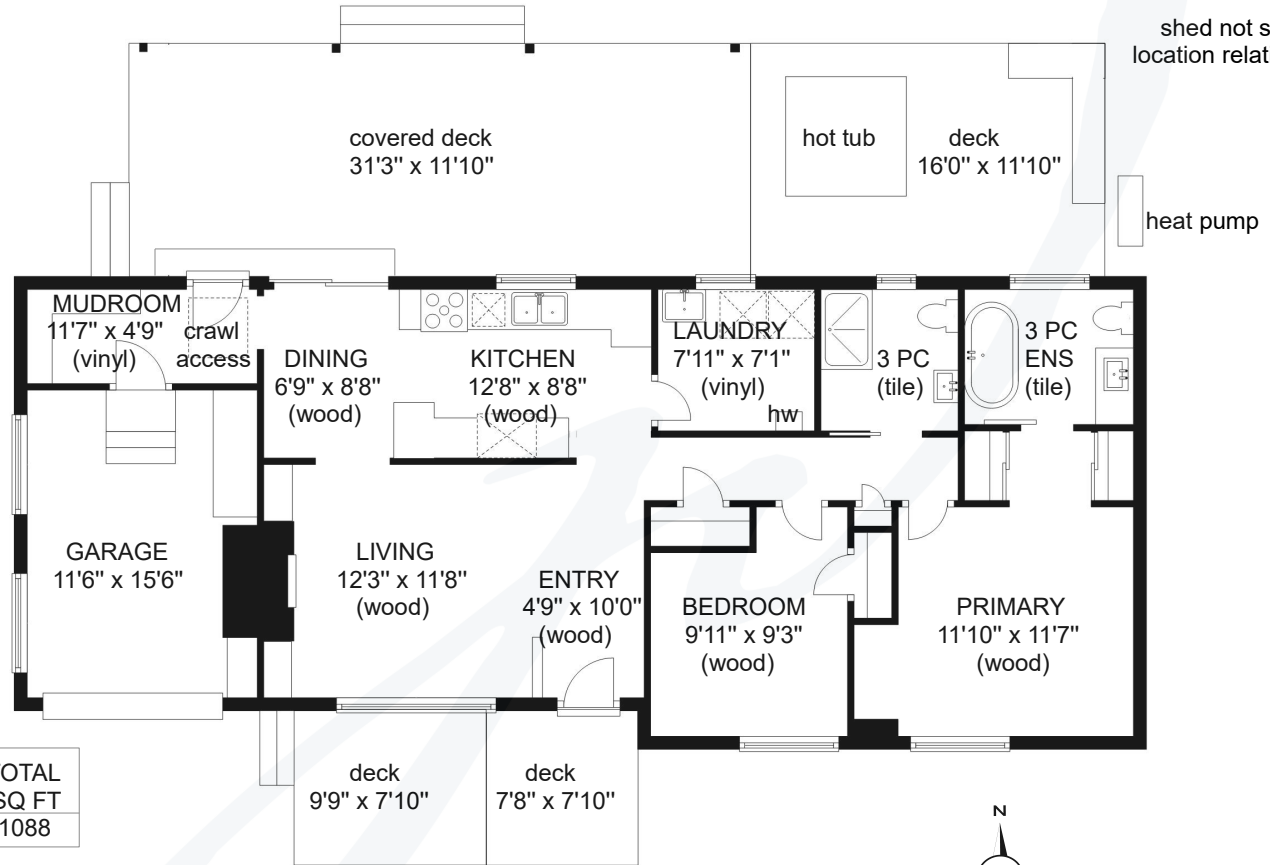 shed not s
location relat
covered deck
31'3" x 11'10"
hot tub
deck
16'0" x 11'10"
heat pump
MUDROOM
11'7" x 4'9"
(vinyl)
crawl
access
DINING
6'9" x 8'8"
(wood)
KITCHEN
12'8" x 8'8"
(wood)
LAUNDRY
7'11" x 7'1"
(vinyl)
hw
3 PC
(tile)
3 PC
ENS
(tile)
GARAGE
11'6" x 15'6"
LIVING
12'3" x 11'8"
(wood)
ENTRY
4'9" x 10'0"
(wood)
BEDROOM
9'11" x 9'3"
(wood)
PRIMARY
11'10" x 11'7"
(wood)
deck
9'9" x 7'10"
deck
7'8" x 7'10"
TOTAL
SQ FT
1088
N